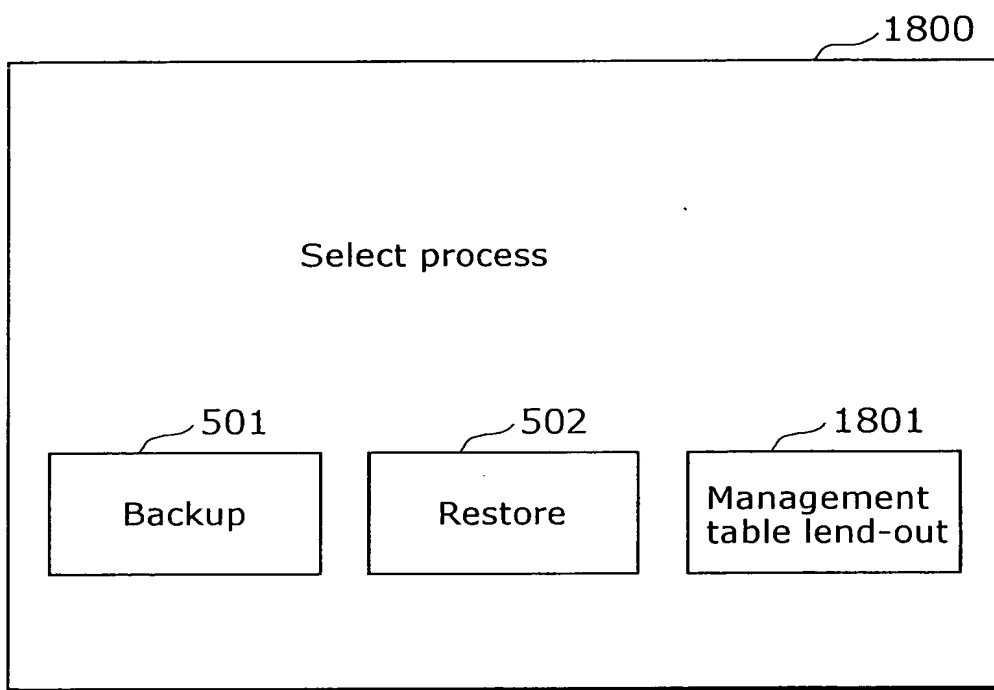 1800
Select process
501
502
1801
Backup
Restore
Management
table lend-out